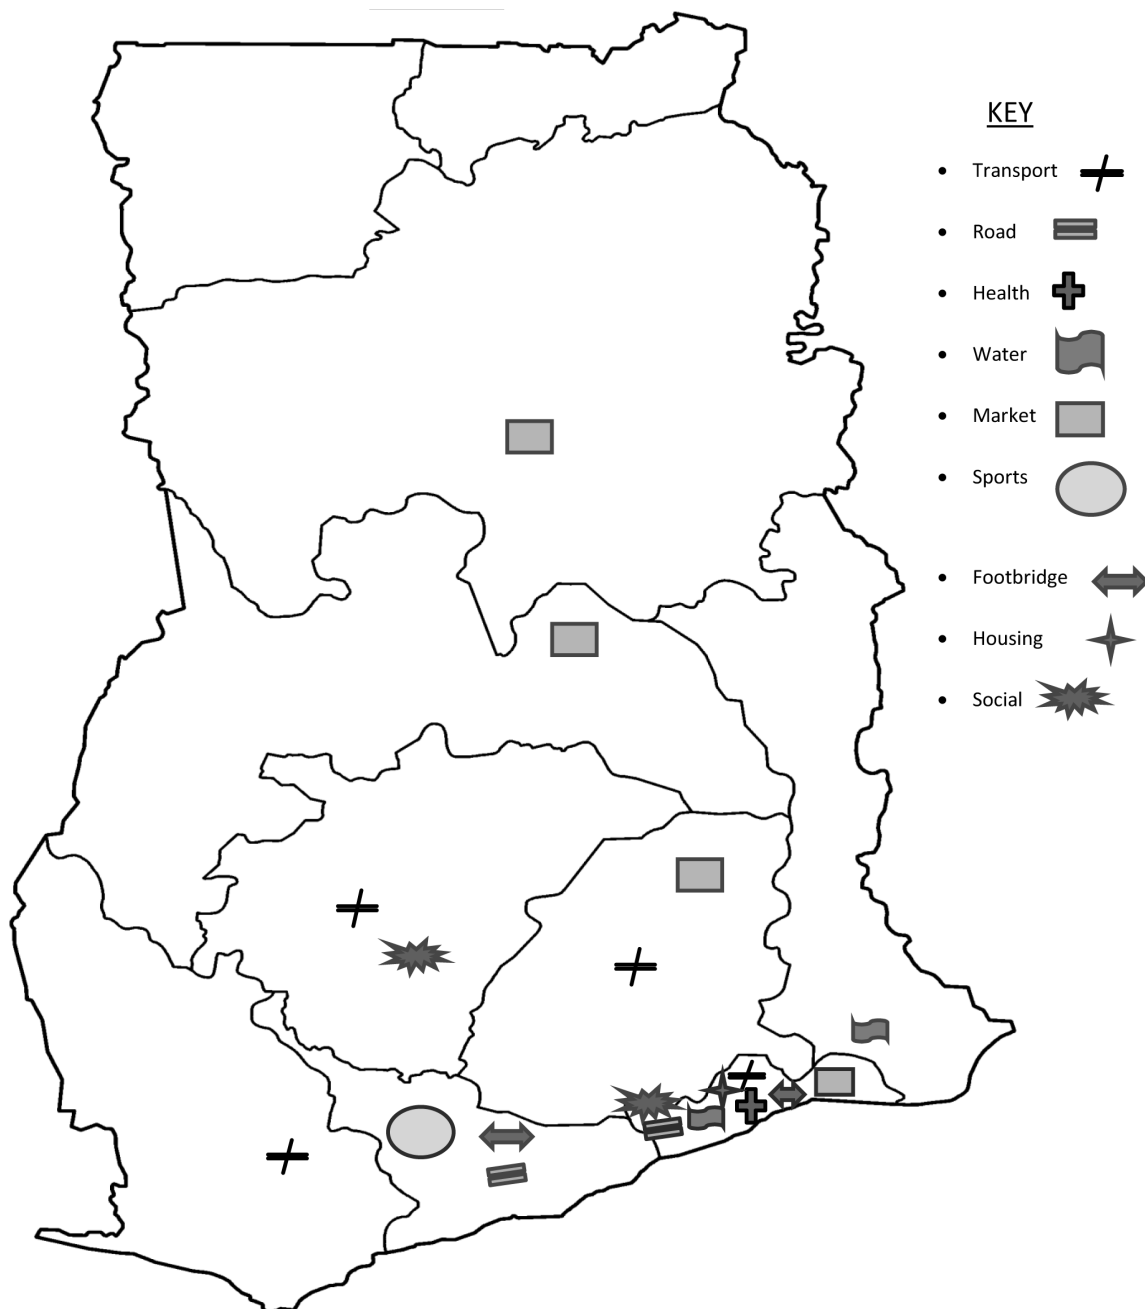 KEY
• Transport
• Road
• Health
• Water
• Market
• Sports
• Footbridge
• Housing
• Social